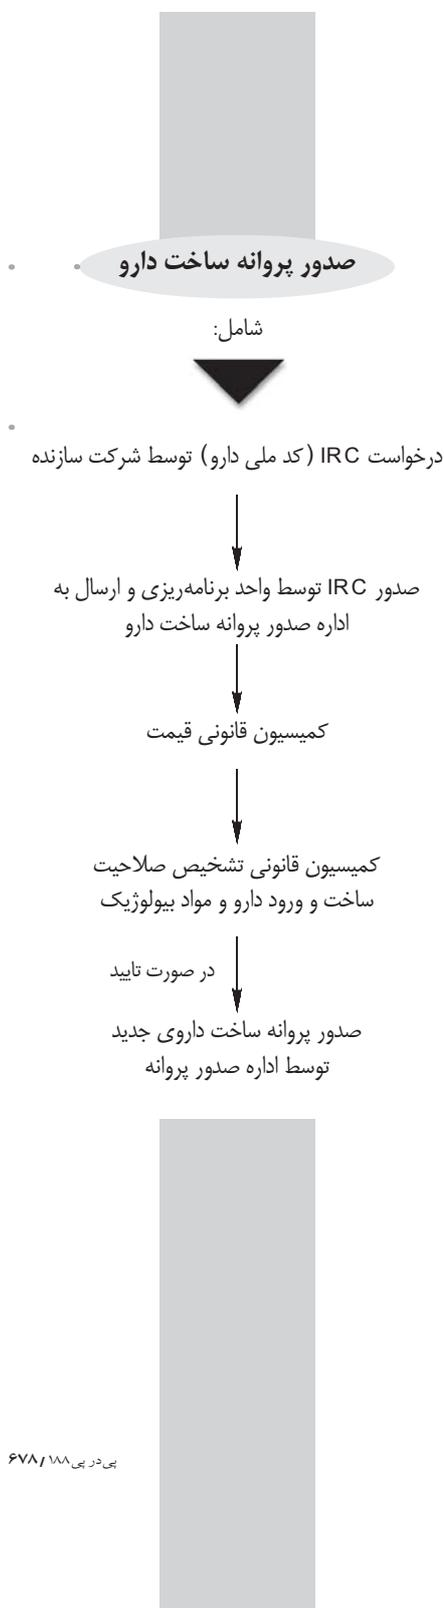 صدور پروانه ساخت دارو
شامل:
درخواست IRC (کد ملی دارو) توسط شرکت سازنده
صدور IRC توسط واحد برنامه‌ریزی و ارسال به
اداره صدور پروانه ساخت دارو
کمیسیون قانونی قیمت
کمیسیون قانونی تشخیص صلاحیت
ساخت و ورود دارو و مواد بیولوژیک
در صورت تایید
صدور پروانه ساخت داروی جدید
توسط اداره صدور پروانه
پی‌در پی ۱۸۸ / ۶۷۸